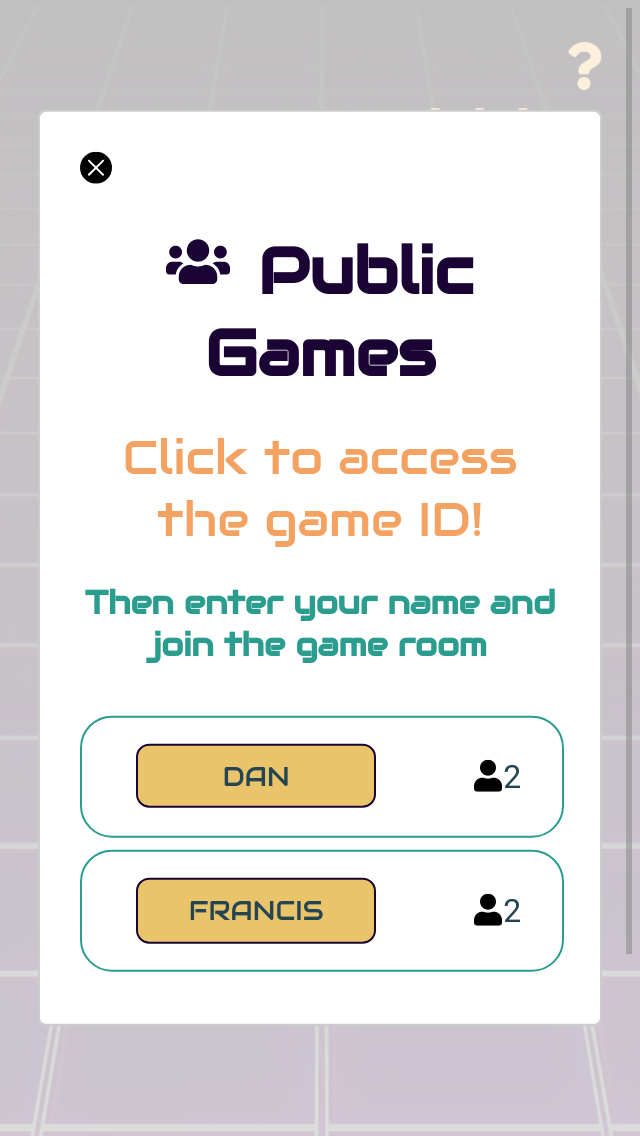 ?
Public
Games
Click to access
the game ID!
Then enter your name and
join the game room
DAN 2
FRANCIS 2